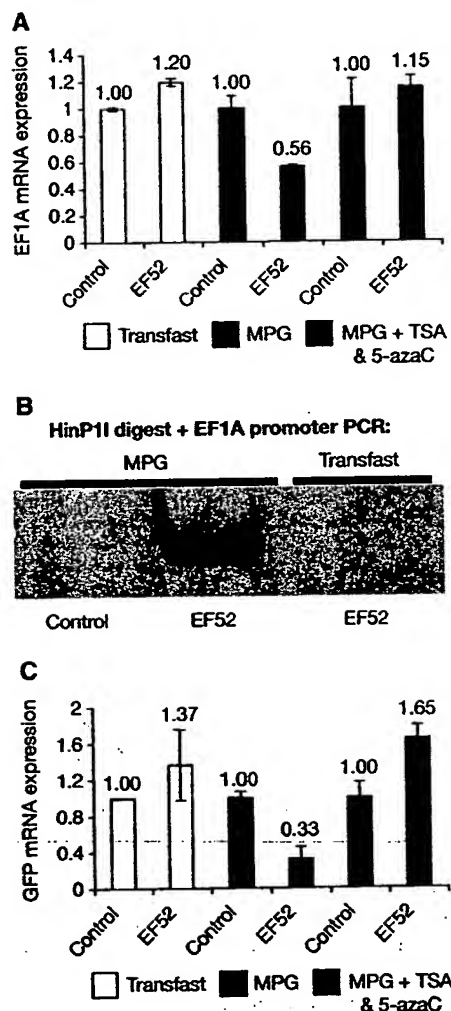 A
EF1A mRNA expression
1.4
1.2
1
0.8
0.6
0.4
0.2
0
1.00
1.20
1.00
0.56
1.00
1.15
Control
EF52
Control
EF52
Control
EF52
Transfast
MPG
MPG + TSA
& 5-azaC
B
HinP1I digest + EF1A promoter PCR:
MPG
Transfast
Control
EF52
EF52
C
GFP mRNA expression
2
1.6
1.2
0.8
0.4
0
1.00
1.37
1.00
0.33
1.00
1.65
Control
EF52
Control
EF52
Control
EF52
Transfast
MPG
MPG + TSA
& 5-azaC